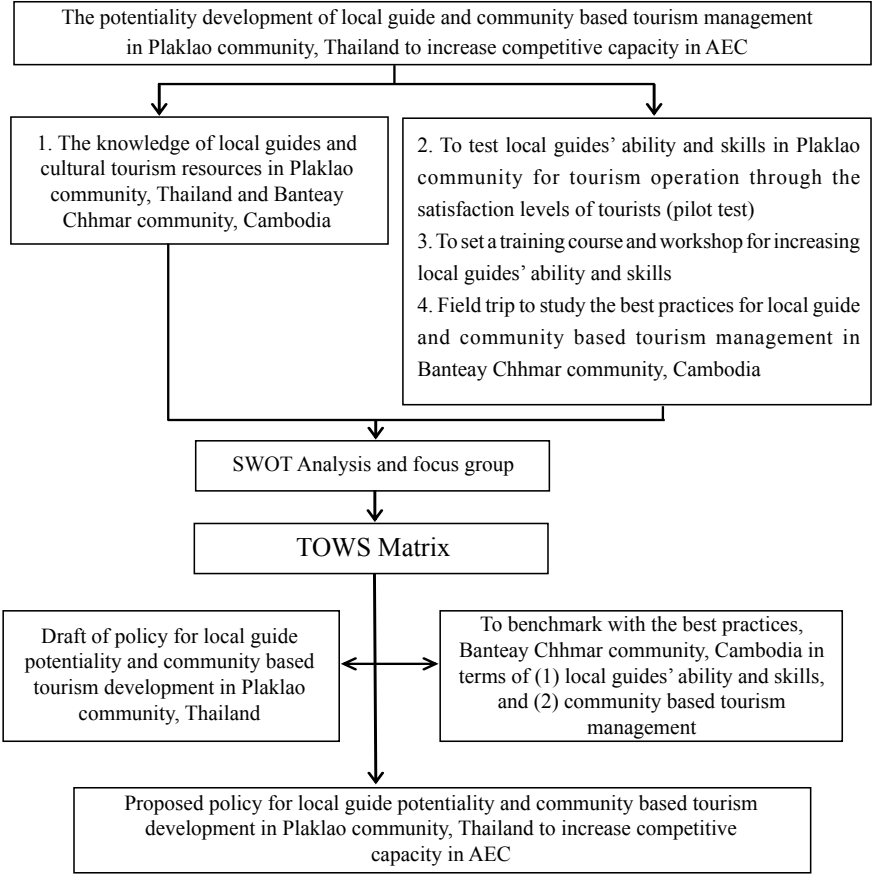 The potentiality development of local guide and community based tourism management
in Plaklao community, Thailand to increase competitive capacity in AEC
1. The knowledge of local guides and
cultural tourism resources in Plaklao
community, Thailand and Banteay
Chhmar community, Cambodia
2. To test local guides’ ability and skills in Plaklao
community for tourism operation through the
satisfaction levels of tourists (pilot test)
3. To set a training course and workshop for increasing
local guides’ ability and skills
4. Field trip to study the best practices for local guide
and community based tourism management in
Banteay Chhmar community, Cambodia
SWOT Analysis and focus group
TOWS Matrix
Draft of policy for local guide
potentiality and community based
tourism development in Plaklao
community, Thailand
To benchmark with the best practices,
Banteay Chhmar community, Cambodia in
terms of (1) local guides’ ability and skills,
and (2) community based tourism
management
Proposed policy for local guide potentiality and community based tourism
development in Plaklao community, Thailand to increase competitive
capacity in AEC